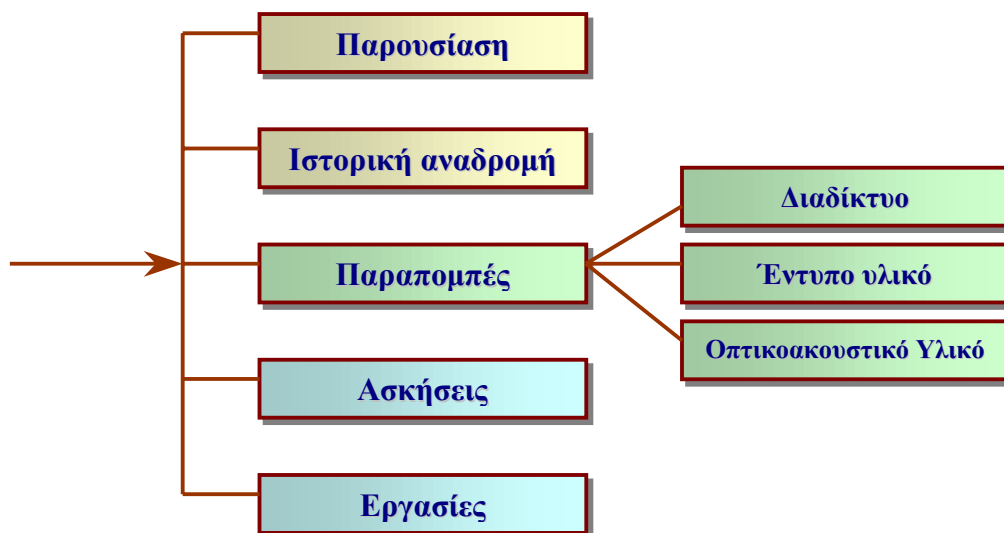 Παρουσίαση
Ιστορική αναδρομή
Παραπομπές
Διαδίκτυο
Έντυπο υλικό
Οπτικοακουστικό Υλικό
Ασκήσεις
Εργασίες